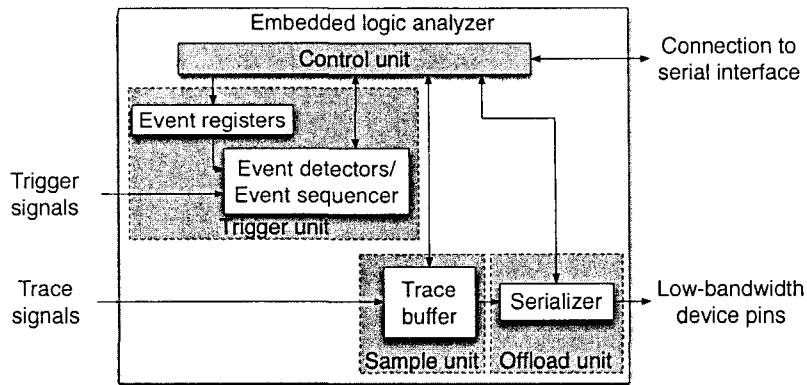 Embedded logic analyzer
Control unit
Connection to
serial interface
Event registers
Event detectors/
Event sequencer
Trigger
signals
Trigger unit
Trace
signals
Trace
buffer
Serializer
Low-bandwidth
device pins
Sample unit
Offload unit